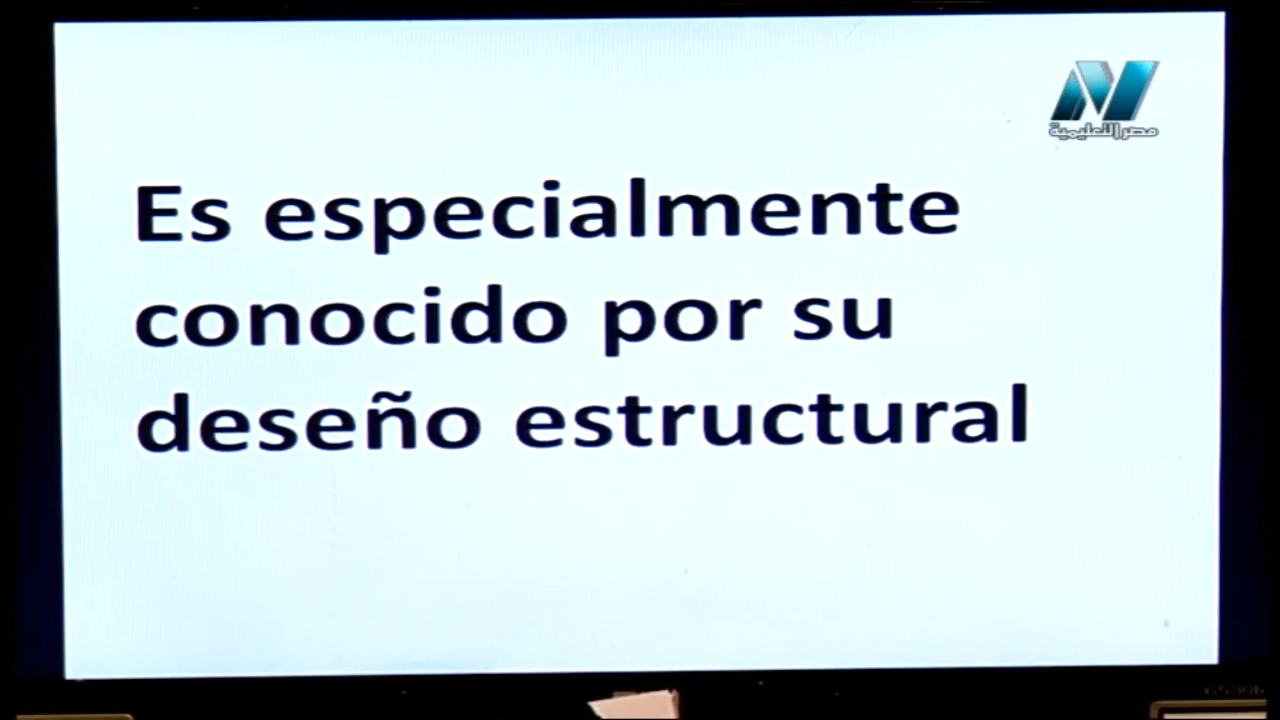 مصر التعليمية
Es especialmente
conocido por su
deseño estructural